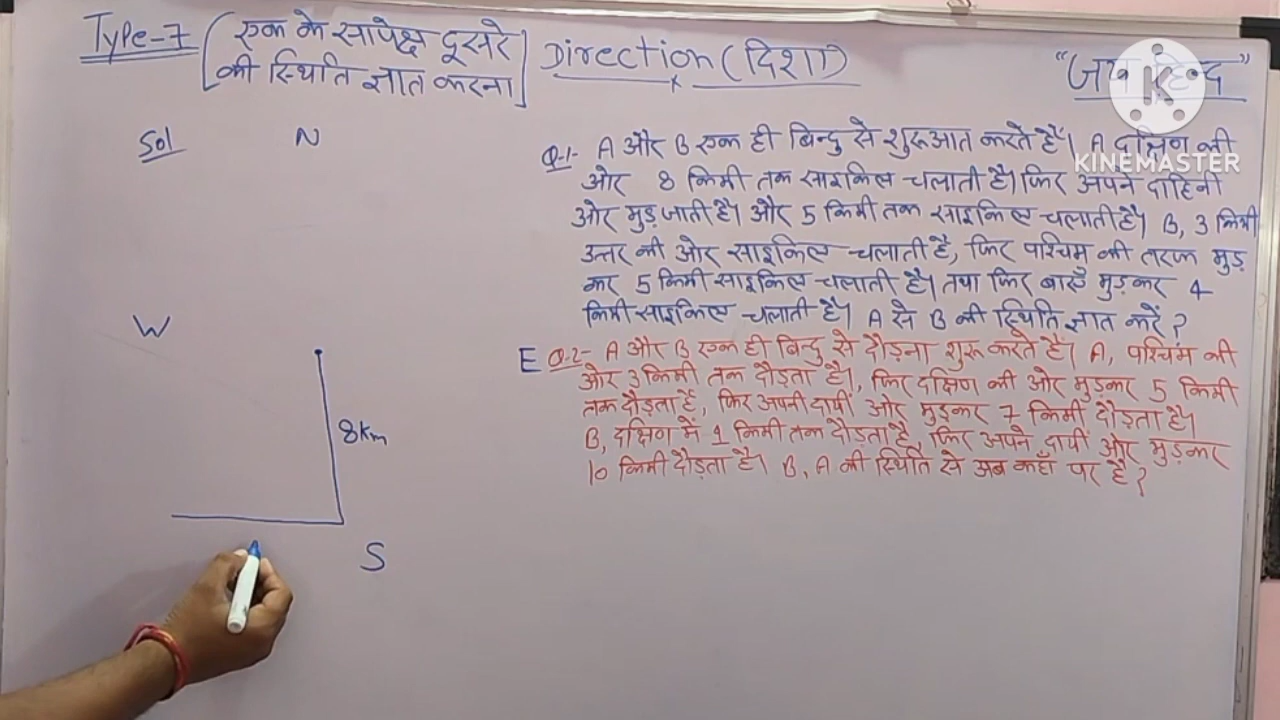 Type-7 [एक के सापेक्ष दूसरे की स्थिति ज्ञात करना] Direction (दिशा)
K
KINEMASTER
Sol N
Q-1- A और B एक ही बिन्दु से शुरूआत करते हैं। A दक्षिण की
ओर 8 किमी तक साइकिल चलाती है। फिर अपने दाहिनी
ओर मुड़ जाती है। और 5 किमी तक साइकिल चलाती है। B, 3 किमी
उत्तर की ओर साइकिल चलाती है, फिर पश्चिम की तरफ मुड़
कर 5 किमी साइकिल चलाती है। तथा फिर बाएँ मुड़कर 4
किमी साइकिल चलाती है। A से B की स्थिति ज्ञात करें?
W
E
Q-2- A और B एक ही बिन्दु से दौड़ना शुरू करते हैं। A, पश्चिम की
ओर 3 किमी तक दौड़ता है।, फिर दक्षिण की ओर मुड़कर 5 किमी
तक दौड़ता है, फिर अपनी दायीं ओर मुड़कर 7 किमी दौड़ता है।
B, दक्षिण में 1 किमी तक दौड़ता है, फिर अपने दायीं ओर मुड़कर
10 किमी दौड़ता है। B, A की स्थिति से अब कहाँ पर है?
8km
S